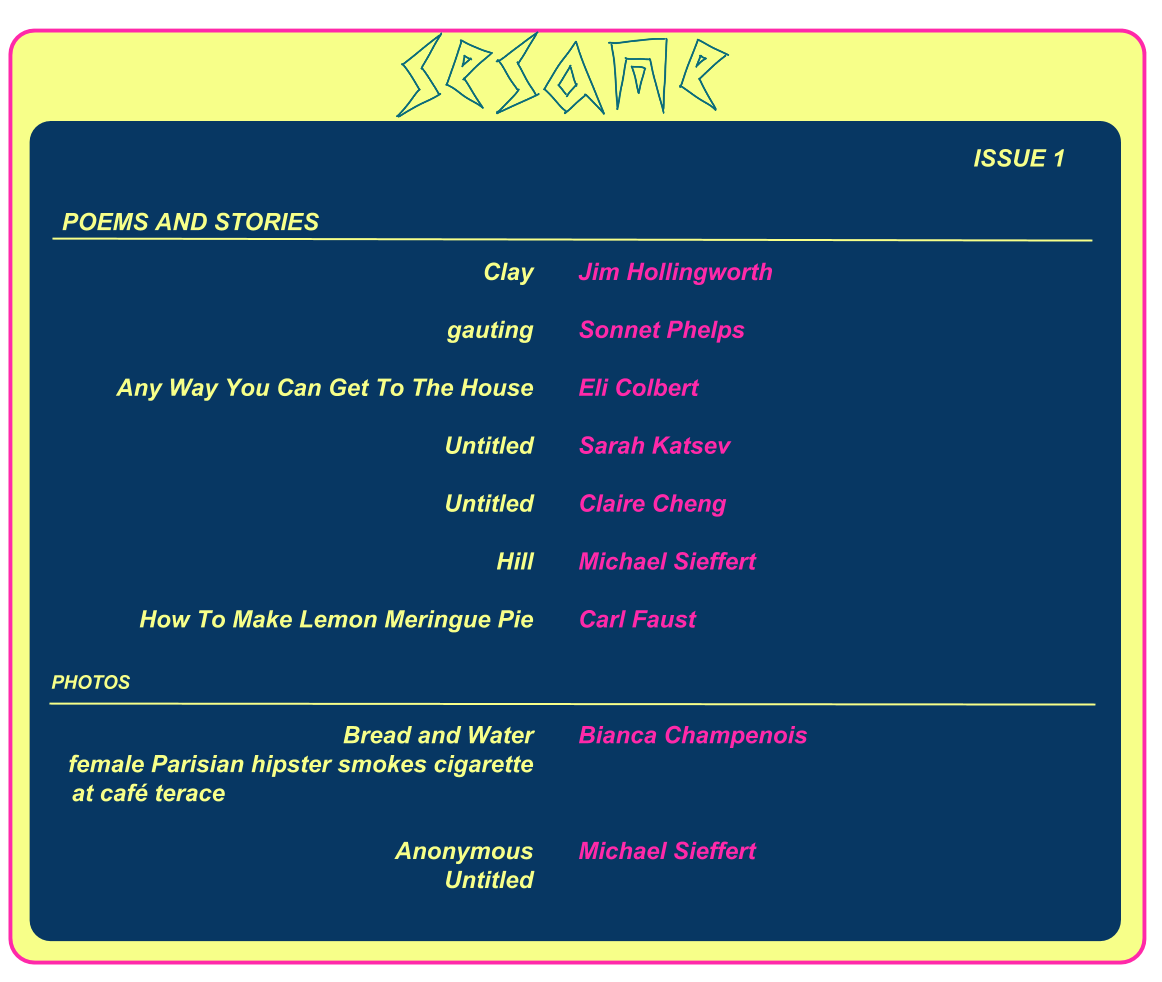 sesame
ISSUE 1
POEMS AND STORIES
Clay Jim Hollingworth
gauting Sonnet Phelps
Any Way You Can Get To The House Eli Colbert
Untitled Sarah Katsev
Untitled Claire Cheng
Hill Michael Sieffert
How To Make Lemon Meringue Pie Carl Faust
PHOTOS
Bread and Water Bianca Champenois
female Parisian hipster smokes cigarette
at café terace
Anonymous Michael Sieffert
Untitled